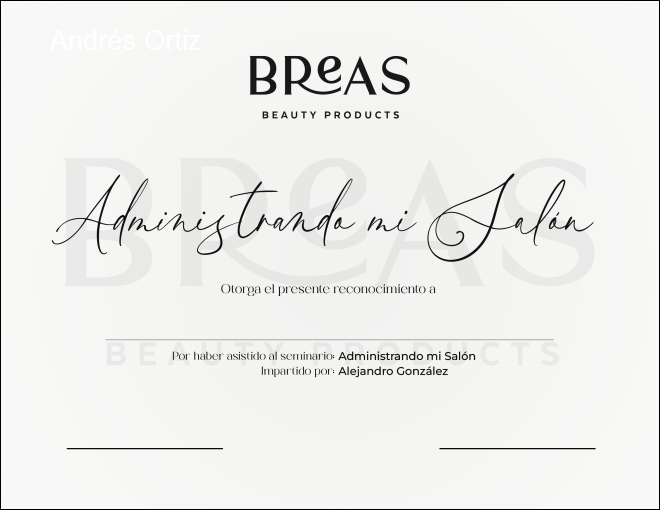 Andrés Ortiz
BREAS
BEAUTY PRODUCTS
BREAS
Administrando mi Salón
Otorga el presente reconocimiento a
BEAUTY PRODUCTS
Por haber asistido al seminario: Administrando mi Salón
Impartido por: Alejandro González